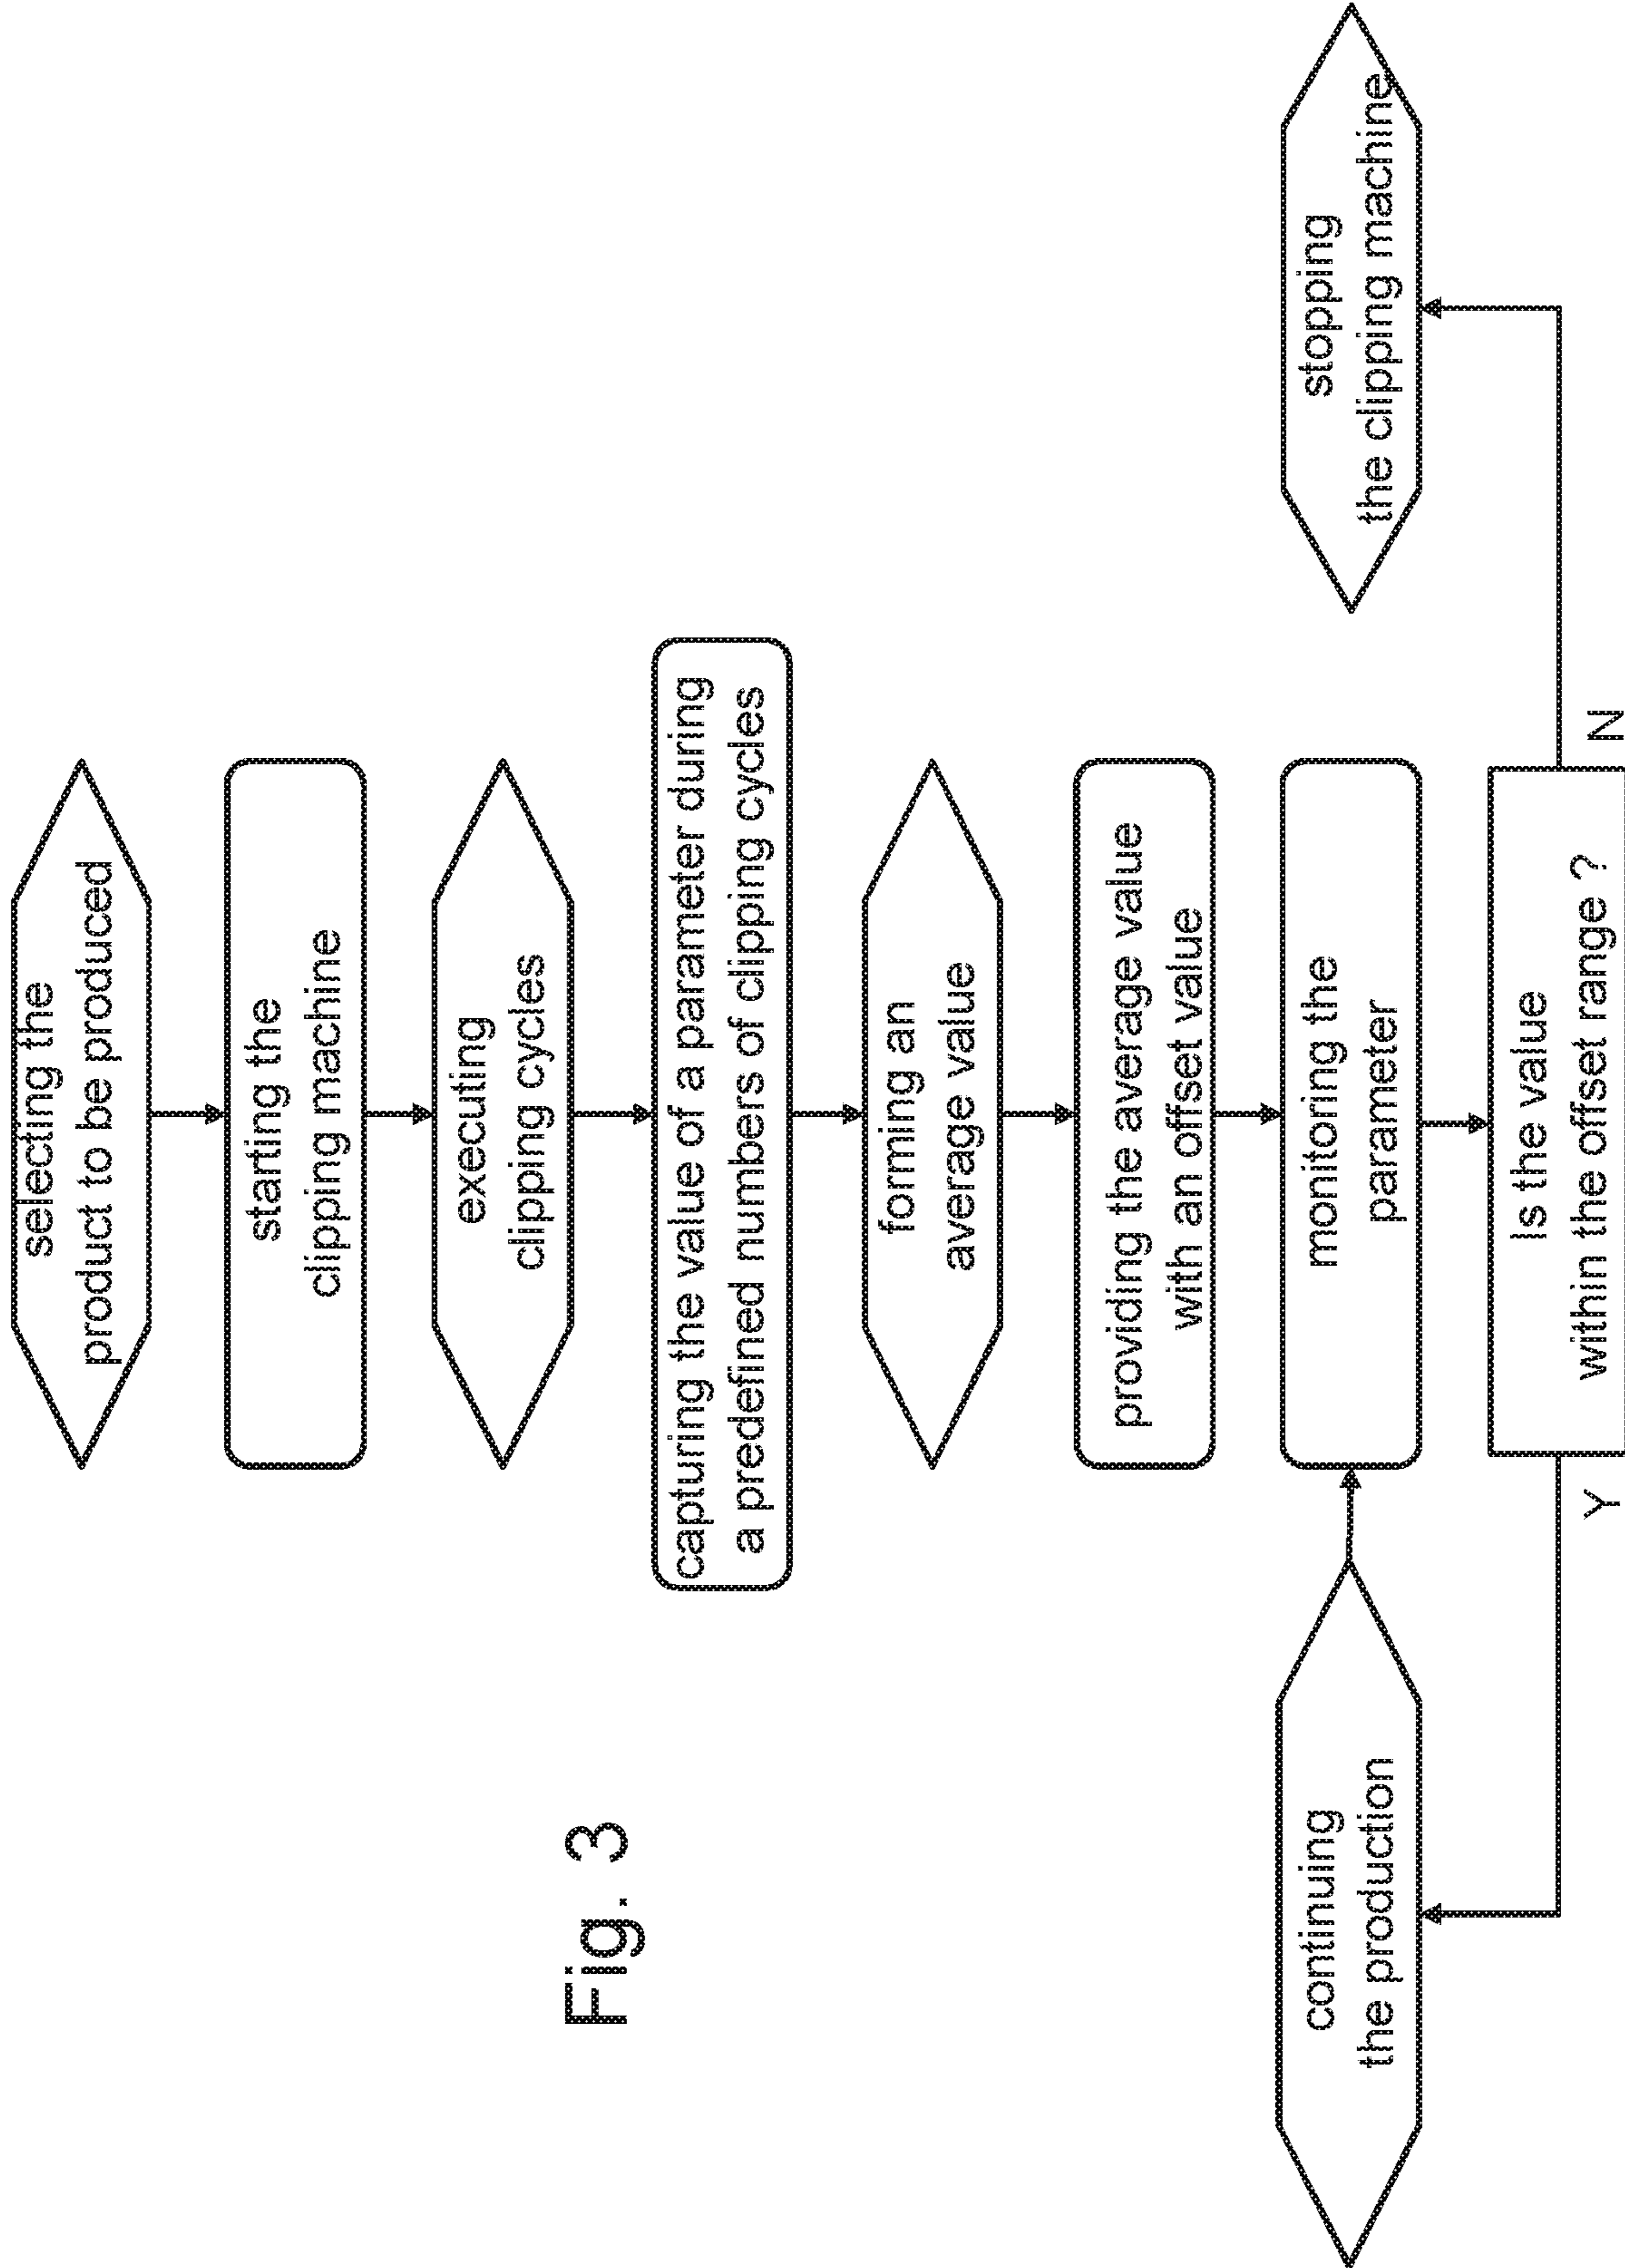 Fig. 3
selecting the
product to be produced
starting the
clipping machine
executing
clipping cycles
capturing the value of a parameter during
a predefined numbers of clipping cycles
forming an
average value
providing the average value
with an offset value
continuing
the production
monitoring the
parameter
stopping
the clipping machine
Y
Is the value
within the offset range ?
N